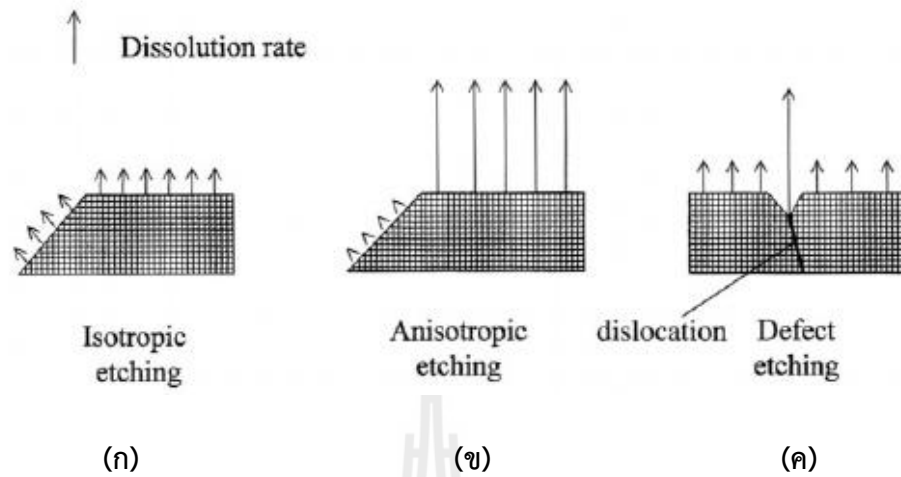 Dissolution rate
Isotropic
etching
Anisotropic
etching
dislocation
Defect
etching
(ก)
(ข)
(ค)